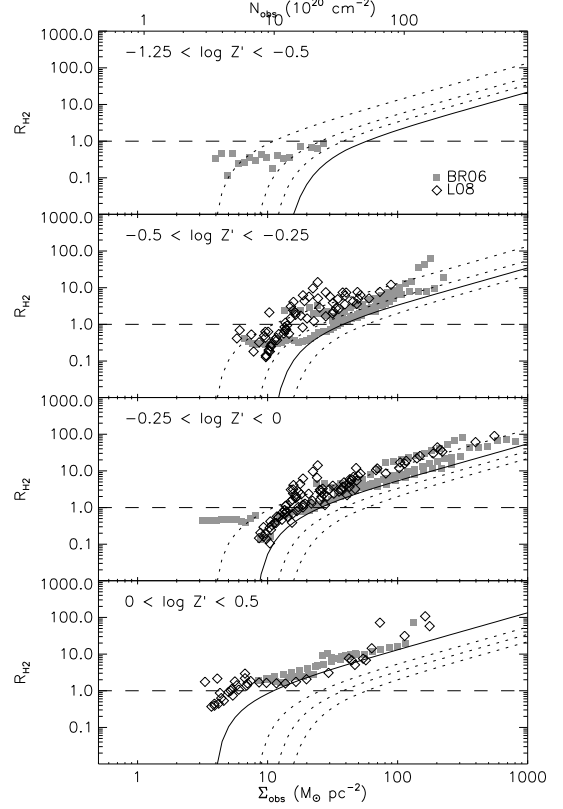 N_obs (10^20 cm^-2)
1 10 100
−1.25 < log Z' < −0.5
1000.0
100.0
10.0
1.0
0.1
R_H2
BR06
L08
−0.5 < log Z' < −0.25
1000.0
100.0
10.0
1.0
0.1
R_H2
−0.25 < log Z' < 0
1000.0
100.0
10.0
1.0
0.1
R_H2
0 < log Z' < 0.5
1000.0
100.0
10.0
1.0
0.1
R_H2
1 10 100 1000
Σ_obs (M_⊙ pc^-2)